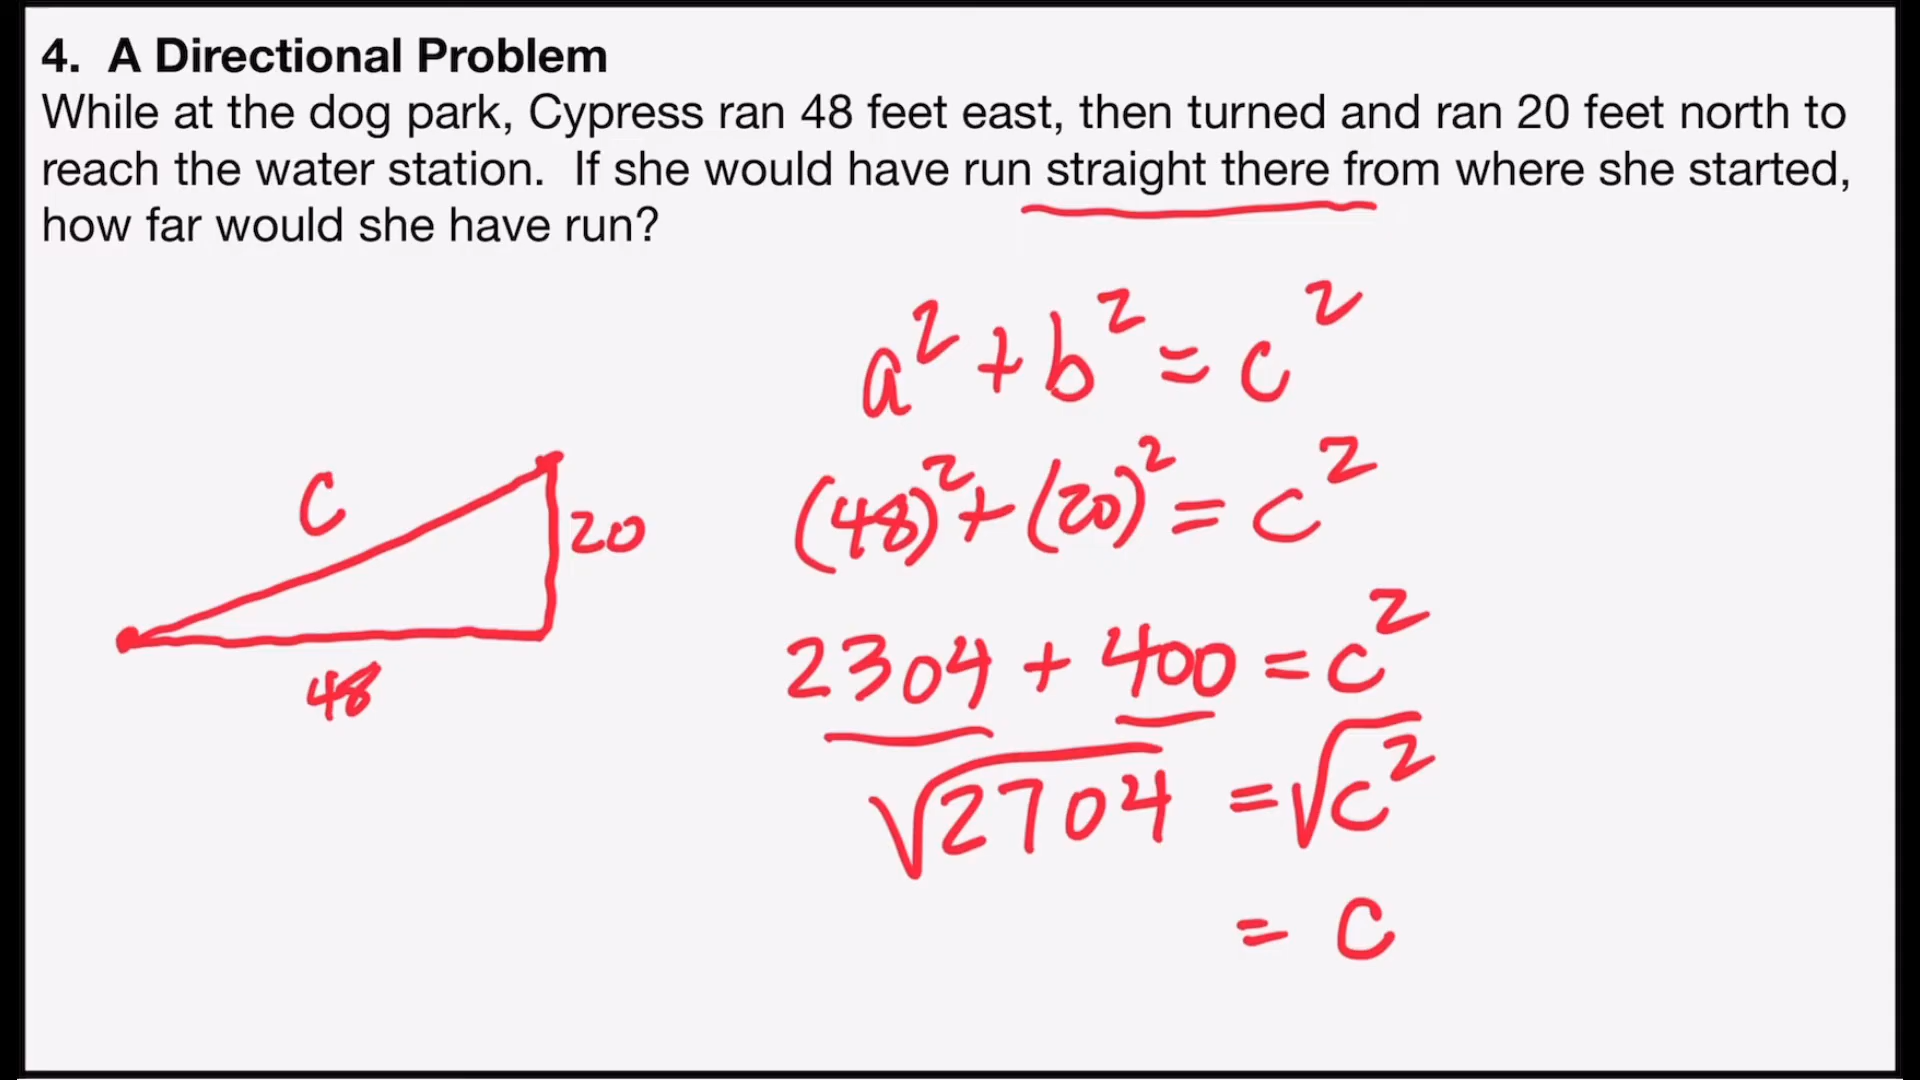 4. A Directional Problem
While at the dog park, Cypress ran 48 feet east, then turned and ran 20 feet north to
reach the water station. If she would have run straight there from where she started,
how far would she have run?
a² + b² = c²
(48)² + (20)² = c²
2304 + 400 = c²
√2704 = √c²
= c
C
20
48